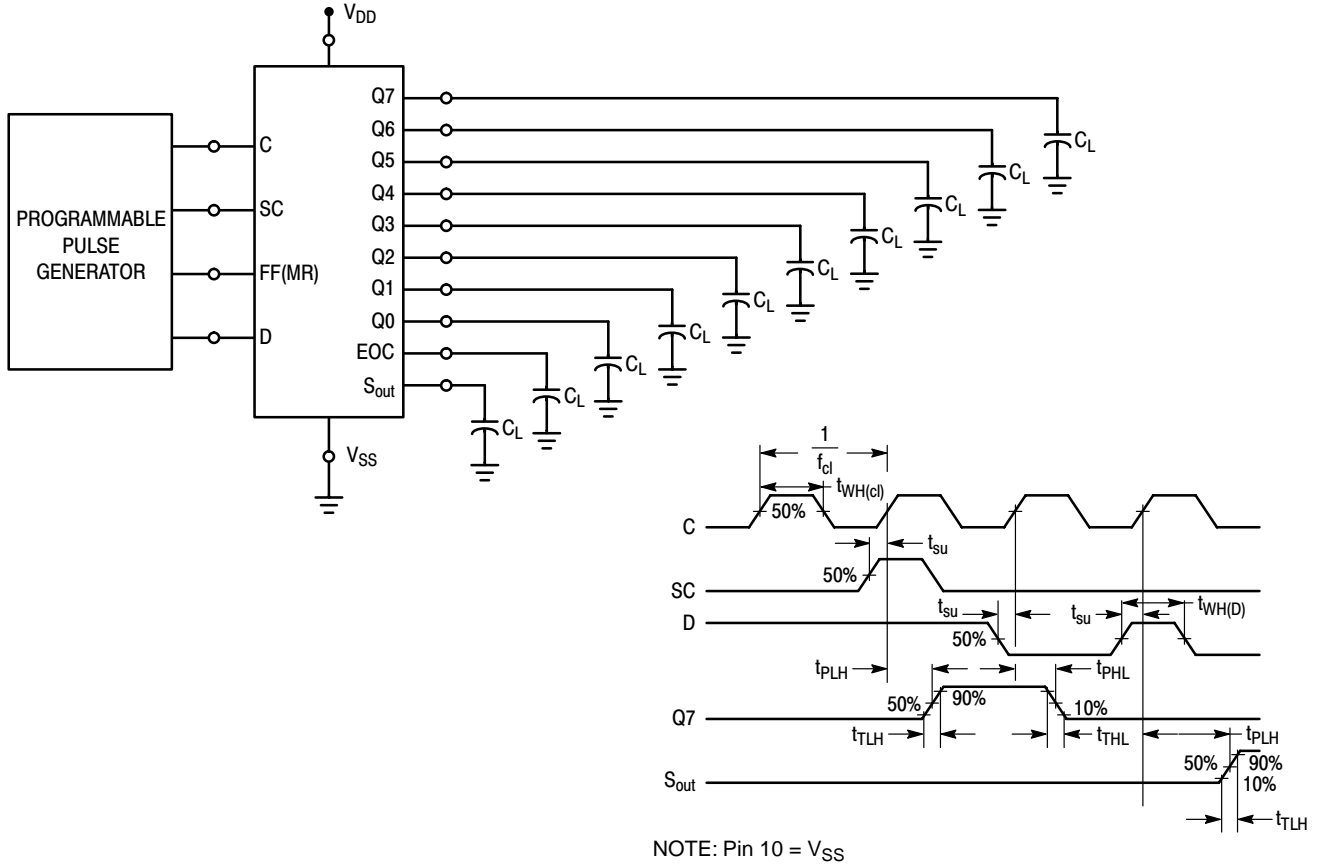 V_DD
PROGRAMMABLE
PULSE
GENERATOR
C
SC
FF(MR)
D
Q7
Q6
Q5
Q4
Q3
Q2
Q1
Q0
EOC
S_out
C_L
C_L
C_L
C_L
C_L
C_L
C_L
C_L
C_L
C_L
V_SS
1
f_cl
t_WH(cl)
C
50%
t_su
50%
SC
t_su
t_su
t_WH(D)
D
50%
t_PLH
t_PHL
50%
90%
10%
Q7
t_TLH
t_THL
t_PLH
50%
90%
S_out
10%
t_TLH
NOTE: Pin 10 = V_SS